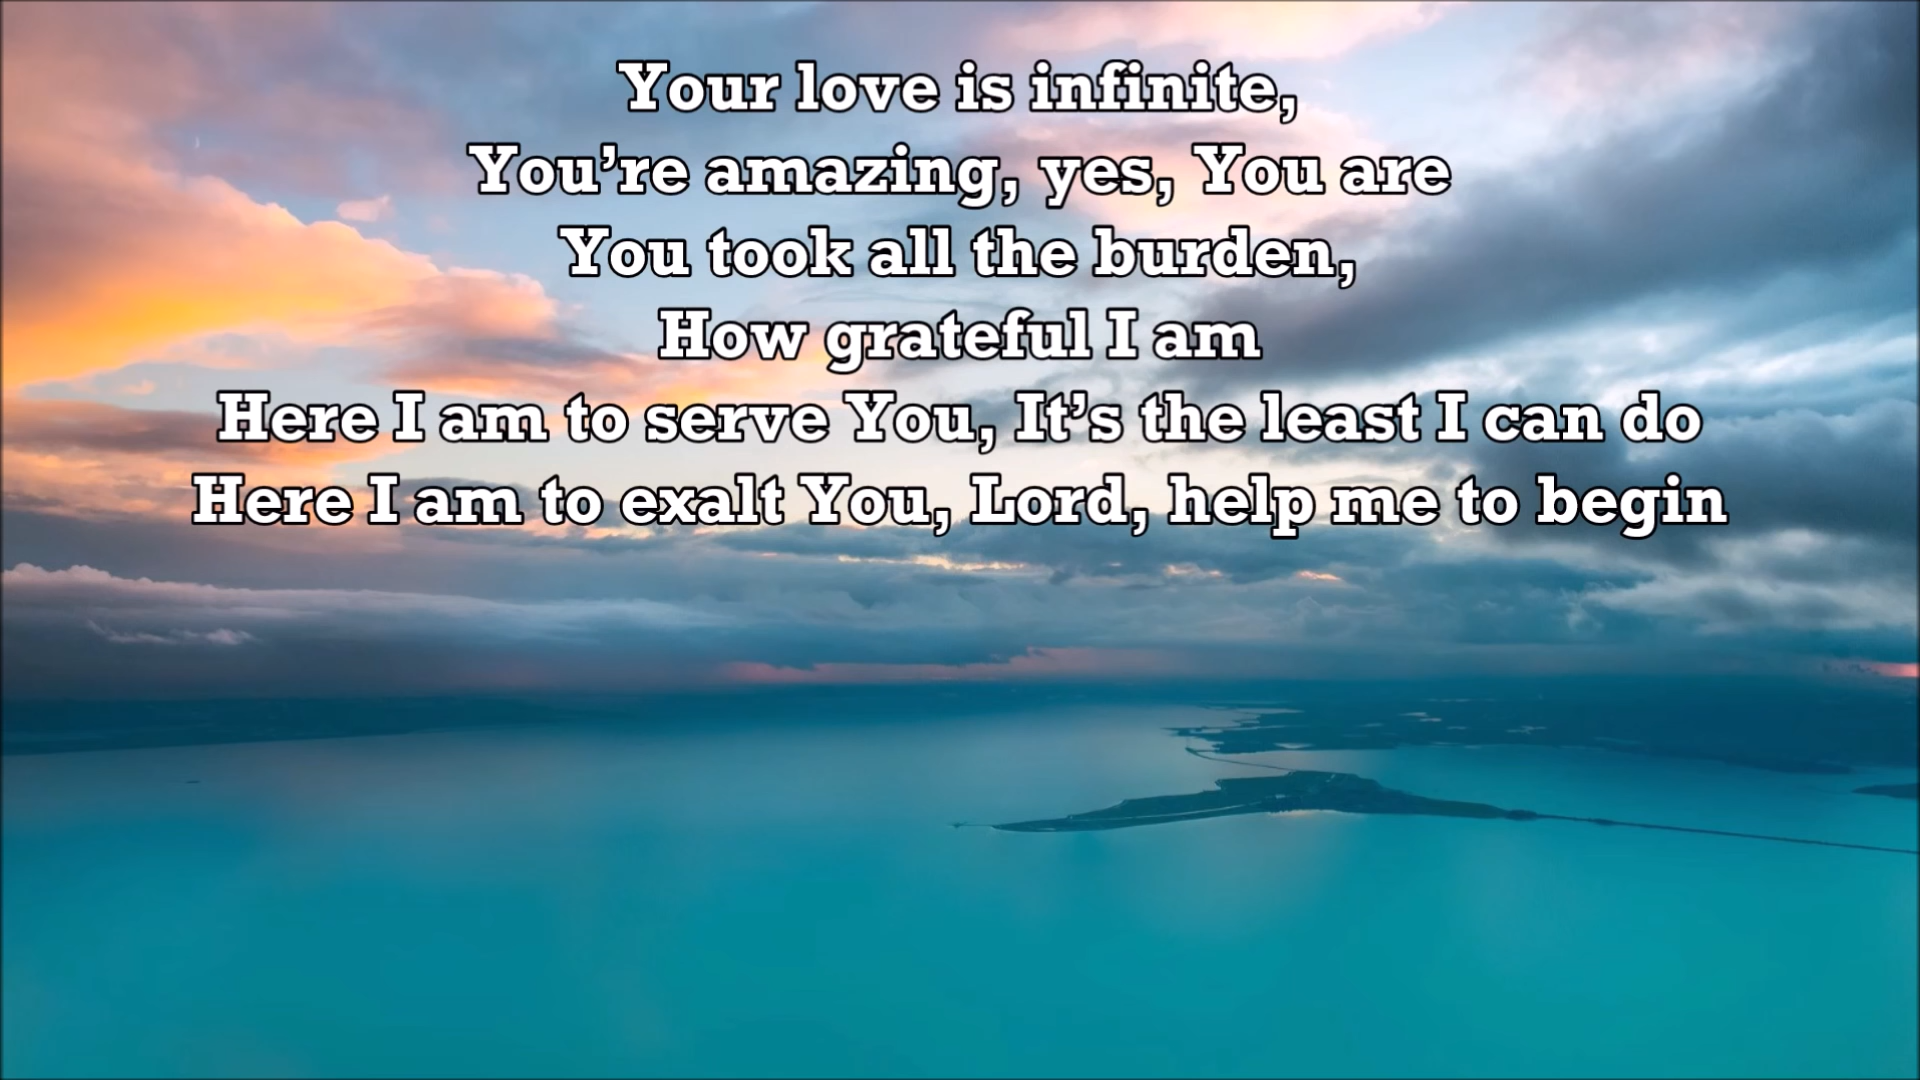 Your love is infinite,
You’re amazing, yes, You are
You took all the burden,
How grateful I am
Here I am to serve You, It’s the least I can do
Here I am to exalt You, Lord, help me to begin